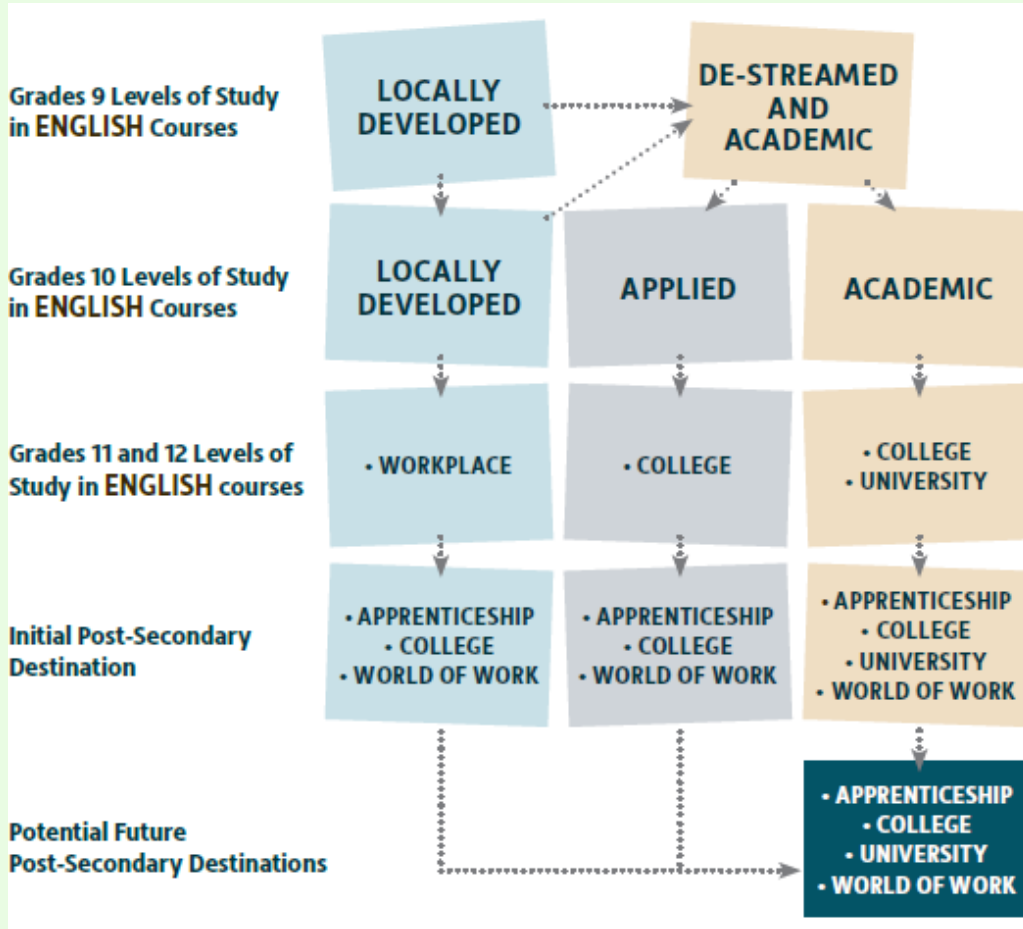 Grades 9 Levels of Study
in ENGLISH Courses
LOCALLY
DEVELOPED
DE-STREAMED
AND
ACADEMIC
Grades 10 Levels of Study
in ENGLISH Courses
LOCALLY
DEVELOPED
APPLIED
ACADEMIC
Grades 11 and 12 Levels of
Study in ENGLISH courses
• WORKPLACE
• COLLEGE
• COLLEGE
• UNIVERSITY
Initial Post-Secondary
Destination
• APPRENTICESHIP
• COLLEGE
• WORLD OF WORK
• APPRENTICESHIP
• COLLEGE
• WORLD OF WORK
• APPRENTICESHIP
• COLLEGE
• UNIVERSITY
• WORLD OF WORK
Potential Future
Post-Secondary Destinations
• APPRENTICESHIP
• COLLEGE
• UNIVERSITY
• WORLD OF WORK